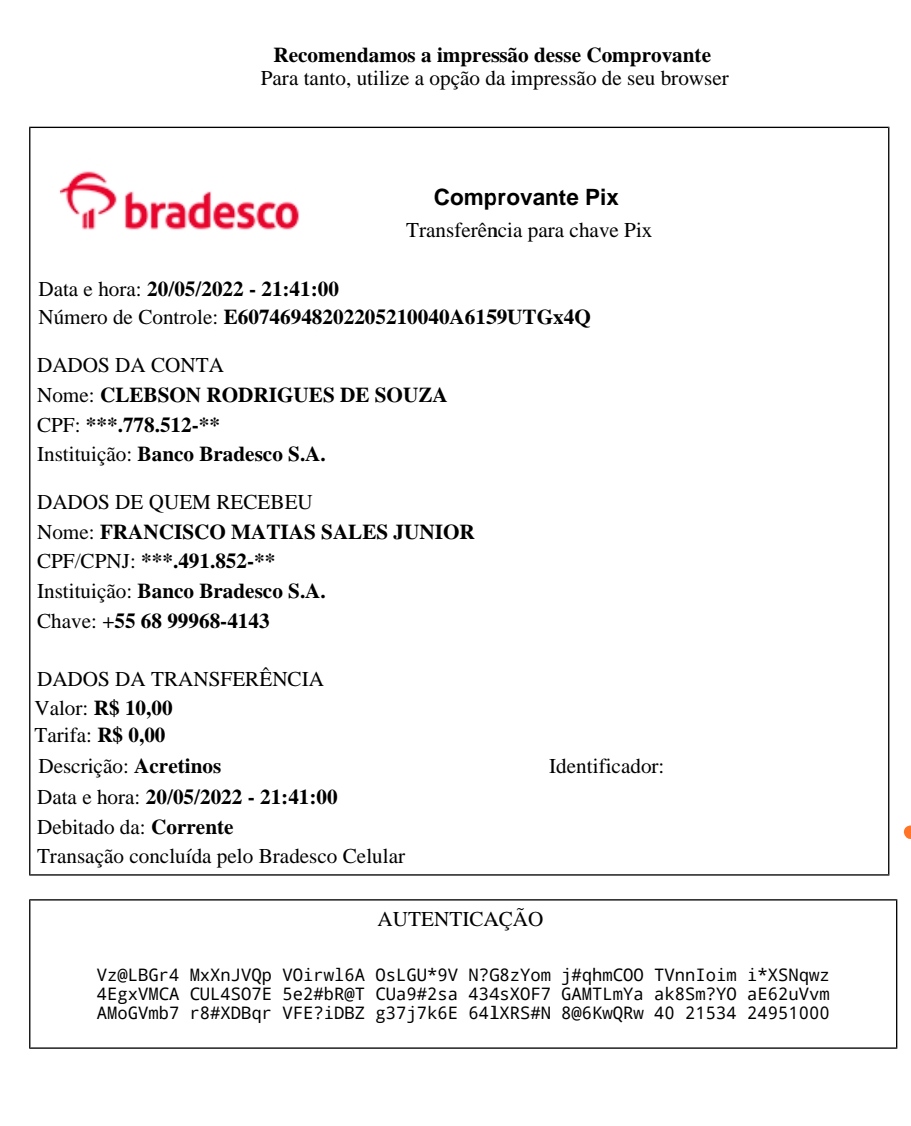 Recomendamos a impressão desse Comprovante
Para tanto, utilize a opção da impressão de seu browser
bradesco
Comprovante Pix
Transferência para chave Pix
Data e hora: 20/05/2022 - 21:41:00
Número de Controle: E60746948202205210040A6159UTGx4Q
DADOS DA CONTA
Nome: CLEBSON RODRIGUES DE SOUZA
CPF: ***.778.512-**
Instituição: Banco Bradesco S.A.
DADOS DE QUEM RECEBEU
Nome: FRANCISCO MATIAS SALES JUNIOR
CPF/CPNJ: ***.491.852-**
Instituição: Banco Bradesco S.A.
Chave: +55 68 99968-4143
DADOS DA TRANSFERÊNCIA
Valor: R$ 10,00
Tarifa: R$ 0,00
Descrição: Acretinos Identificador:
Data e hora: 20/05/2022 - 21:41:00
Debitado da: Corrente
Transação concluída pelo Bradesco Celular
AUTENTICAÇÃO
Vz@LBGr4 MxXnJVQp VOirwl6A OsLGU*9V N?G8zYom j#qhmCOO TVnnIoim i*XSNqwz
4EgxVMCA CUL4SO7E 5e2#bR@T CUa9#2sa 434sXOF7 GAMTLmYa ak8Sm?YO aE62uVvm
AMoGVmb7 r8#XDBqr VFE?iDBZ g37j7k6E 64lXRS#N 8@6KwQRw 40 21534 24951000